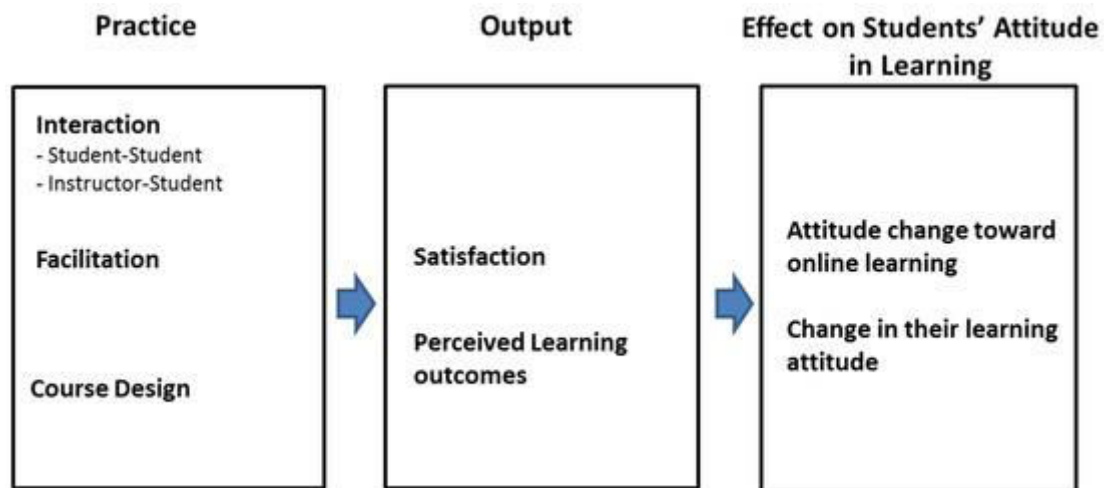 Practice
Output
Effect on Students’ Attitude
in Learning
Interaction
- Student-Student
- Instructor-Student
Facilitation
Course Design
Satisfaction
Perceived Learning
outcomes
Attitude change toward
online learning
Change in their learning
attitude